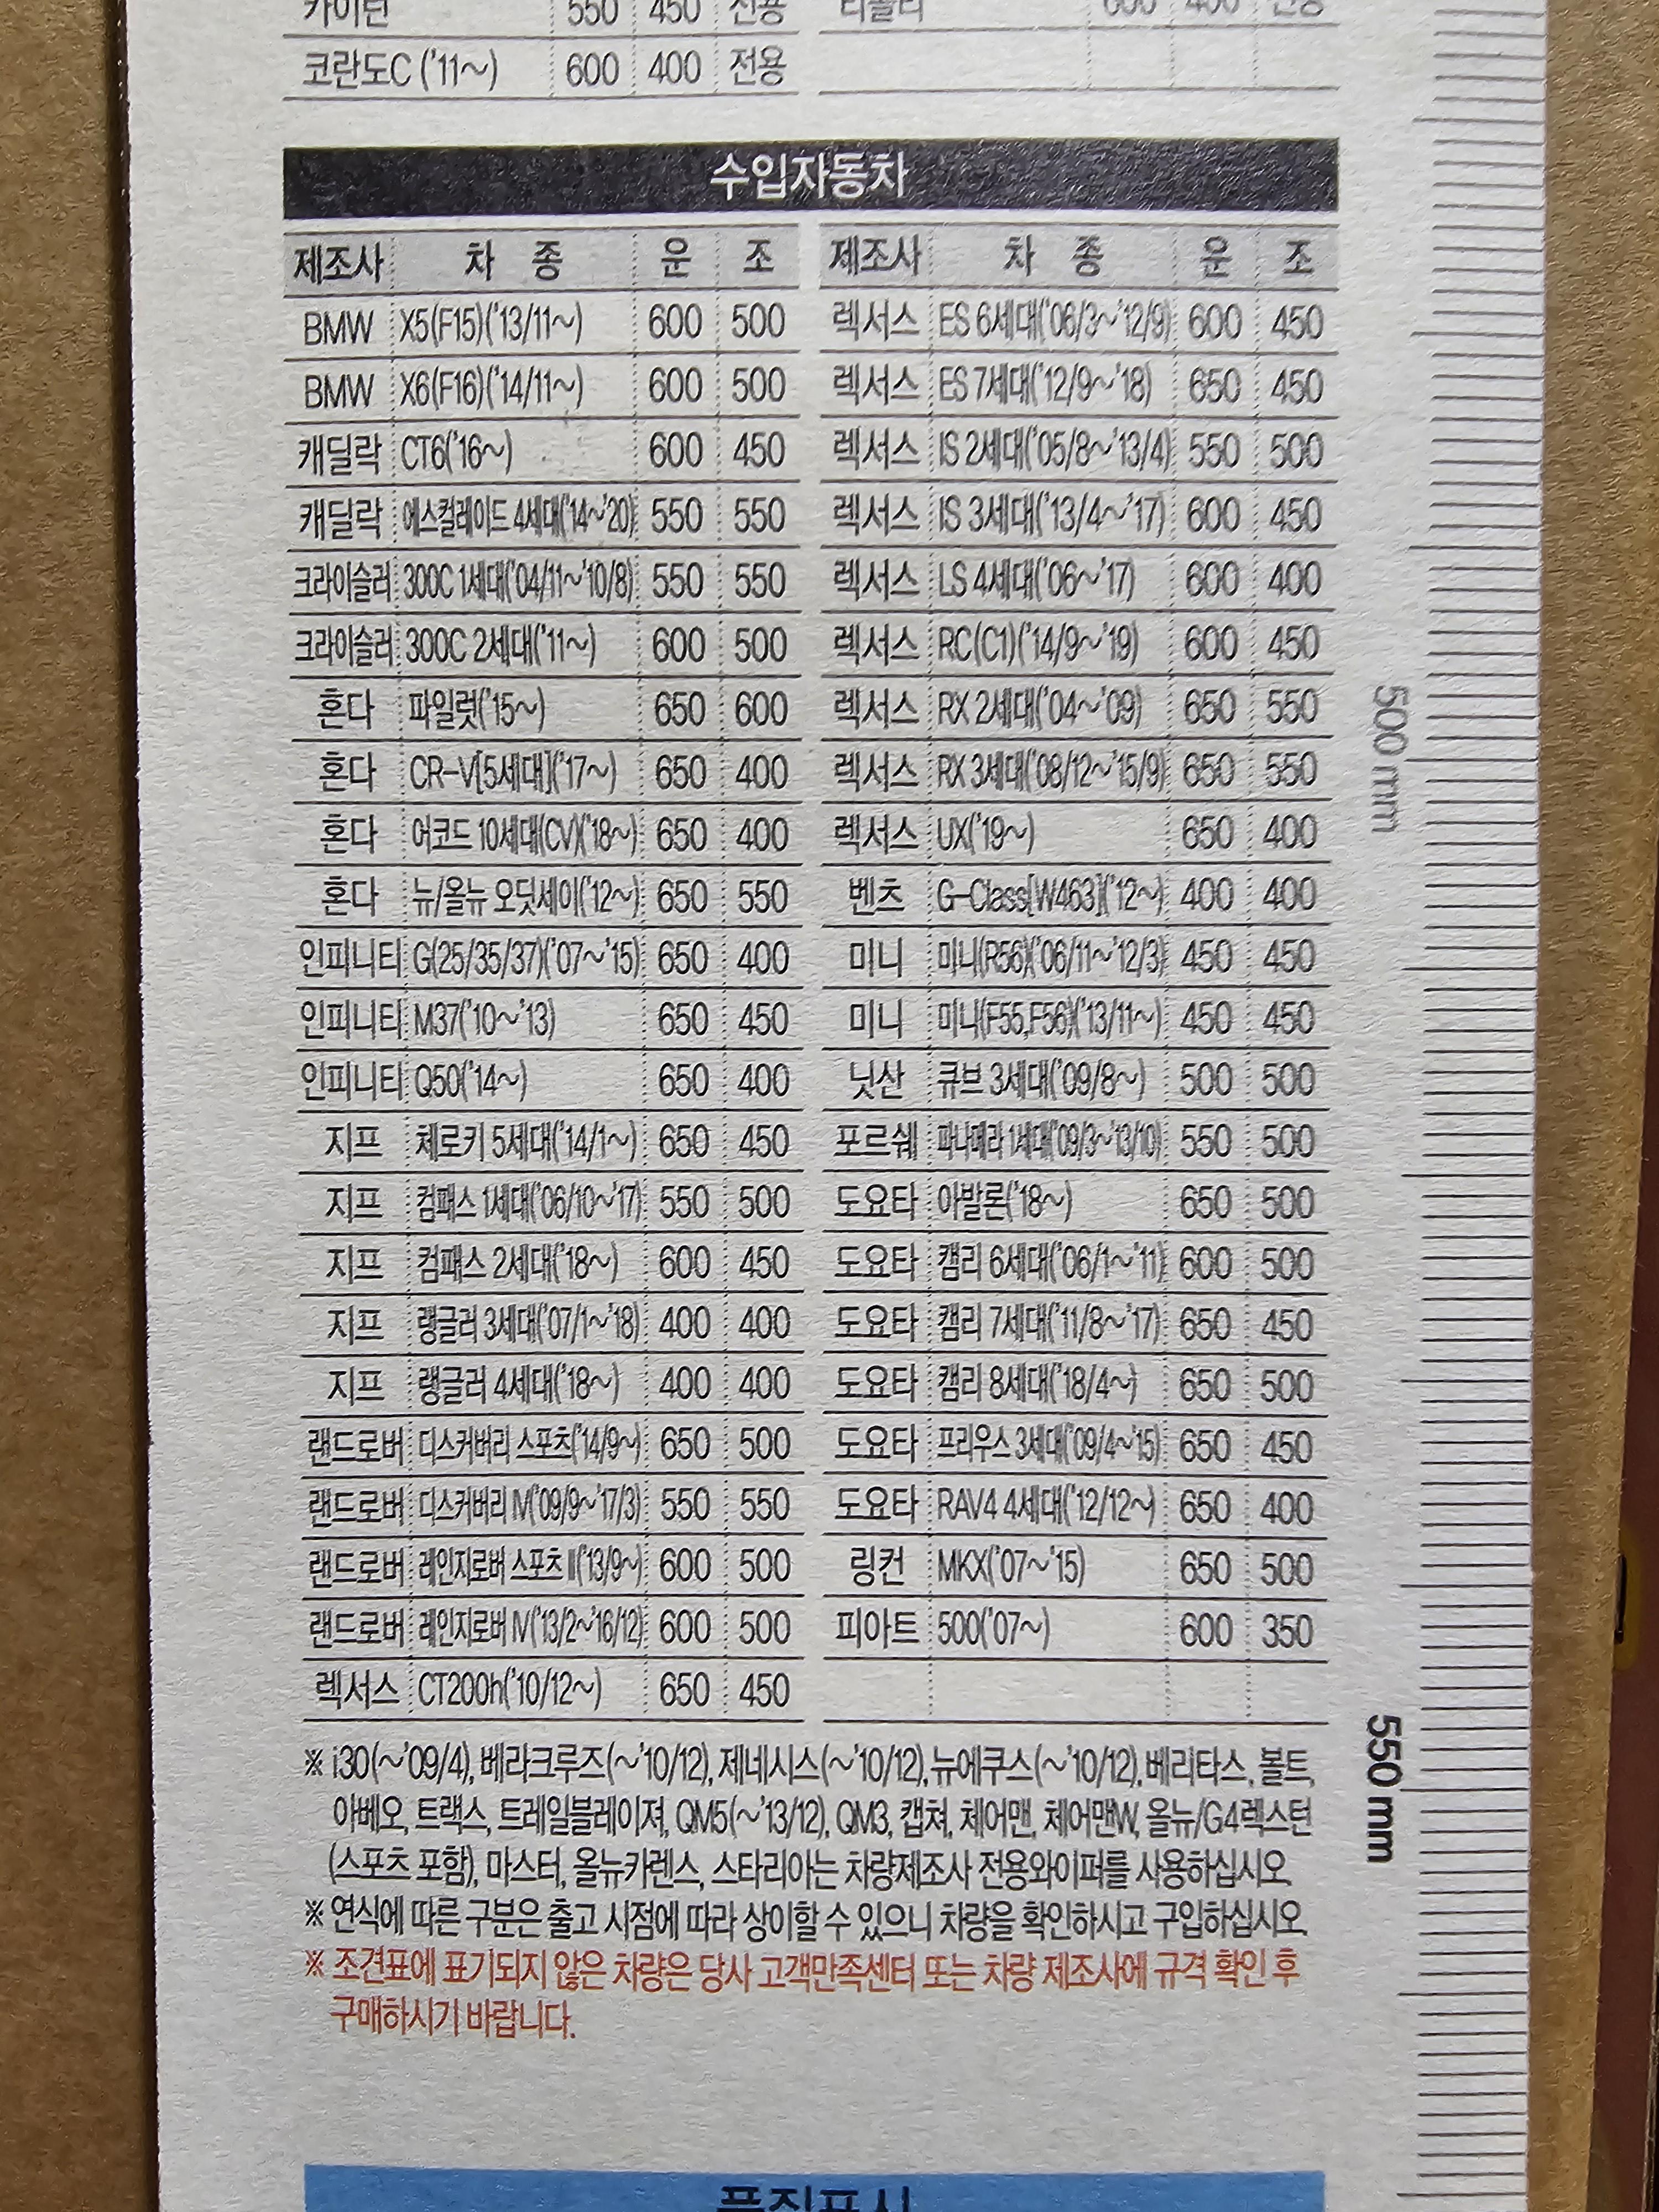 카이런 550 450 전용
600 400 전용
코란도C ('11~) 600 400 전용
수입자동차
제조사 차 종 운 조
BMW X5(F15)('13/11~) 600 500
BMW X6(F16)('14/11~) 600 500
캐딜락 CT6('16~) 600 450
캐딜락 에스컬레이드 4세대('14~'20) 550 550
크라이슬러 300C 1세대('04/11~'10/8) 550 550
크라이슬러 300C 2세대('11~) 600 500
혼다 파일럿('15~) 650 600
혼다 CR-V[5세대]('17~) 650 400
혼다 어코드 10세대(CV)('18~) 650 400
혼다 뉴/올뉴 오딧세이('12~) 650 550
인피니티 G(25/35/37)('07~'15) 650 400
인피니티 M37('10~'13) 650 450
인피니티 Q50('14~) 650 400
지프 체로키 5세대('14/1~) 650 450
지프 컴패스 1세대('06/10~'17) 550 500
지프 컴패스 2세대('18~) 600 450
지프 랭글러 3세대('07/1~'18) 400 400
지프 랭글러 4세대('18~) 400 400
랜드로버 디스커버리 스포츠('14/9~) 650 500
랜드로버 디스커버리 IV('09/9~'17/3) 550 550
랜드로버 레인지로버 스포츠 II('13/9~) 600 500
랜드로버 레인지로버 IV('13/2~'16/12) 600 500
렉서스 CT200h('10/12~) 650 450
제조사 차 종 운 조
렉서스 ES 6세대('06/3~'12/9) 600 450
렉서스 ES 7세대('12/9~'18) 650 450
렉서스 IS 2세대('05/8~'13/4) 550 500
렉서스 IS 3세대('13/4~'17) 600 450
렉서스 LS 4세대('06~'17) 600 400
렉서스 RC(C1)('14/9~'19) 600 450
렉서스 RX 2세대('04~'09) 650 550
렉서스 RX 3세대('08/12~'15/9) 650 550
렉서스 UX('19~) 650 400
벤츠 G-Class[W463]('12~) 400 400
미니 미니(R56)('06/11~'12/3) 450 450
미니 미니(F55,F56)('13/11~) 450 450
닛산 큐브 3세대('09/8~) 500 500
포르쉐 파나메라 1세대('09/3~'13/10) 550 500
도요타 아발론('18~) 650 500
도요타 캠리 6세대('06/1~'11) 600 500
도요타 캠리 7세대('11/8~'17) 650 450
도요타 캠리 8세대('18/4~) 650 500
도요타 프리우스 3세대('09/4~'15) 650 450
도요타 RAV4 4세대('12/12~) 650 400
링컨 MKX('07~'15) 650 500
피아트 500('07~) 600 350
※ i30(~'09/4), 베라크루즈(~'10/12), 제네시스(~'10/12), 뉴에쿠스(~'10/12), 베리타스, 볼트,
아베오, 트랙스, 트레일블레이져, QM5(~'13/12), QM3, 캡쳐, 체어맨, 체어맨W, 올뉴/G4렉스턴
(스포츠 포함), 마스터, 올뉴카렌스, 스타리아는 차량제조사 전용와이퍼를 사용하십시오.
※ 연식에 따른 구분은 출고 시점에 따라 상이할 수 있으니 차량을 확인하시고 구입하십시오.
※ 조견표에 표기되지 않은 차량은 당사 고객만족센터 또는 차량 제조사에 규격 확인 후
구매하시기 바랍니다.
500 mm
550 mm
품질표시